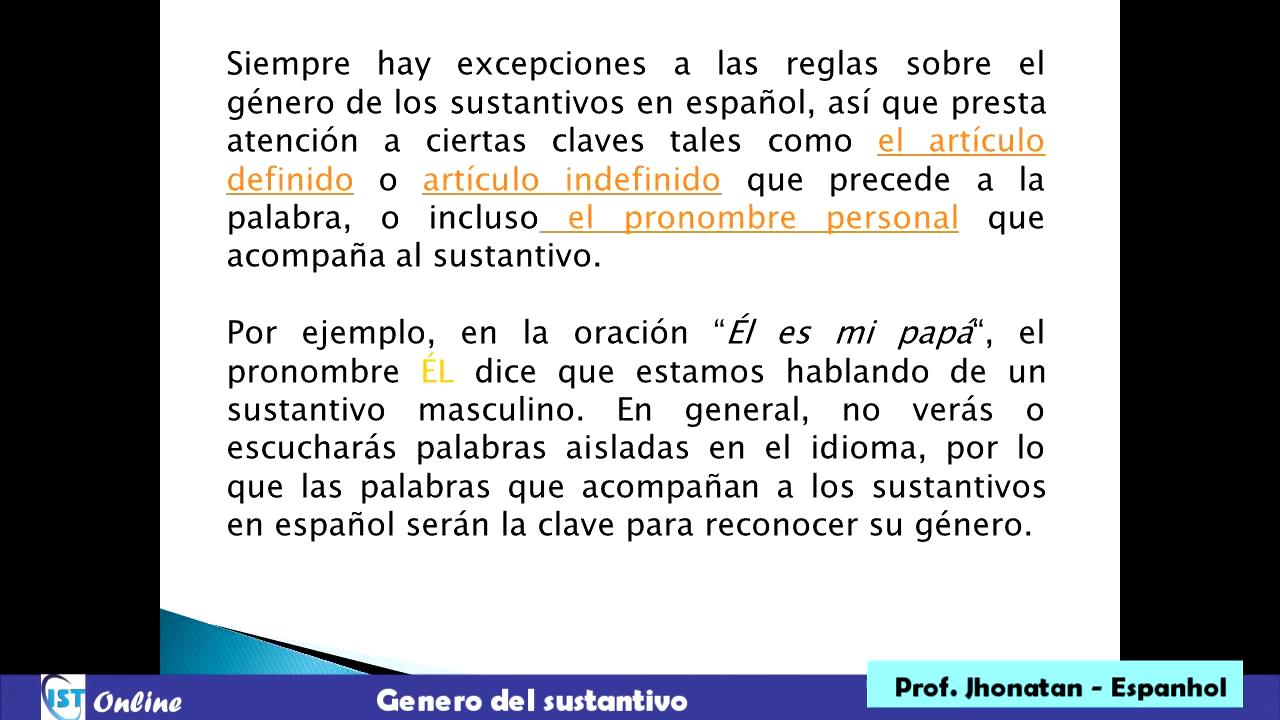 Siempre hay excepciones a las reglas sobre el
género de los sustantivos en español, así que presta
atención a ciertas claves tales como el artículo
definido o artículo indefinido que precede a la
palabra, o incluso el pronombre personal que
acompaña al sustantivo.
Por ejemplo, en la oración “Él es mi papá“, el
pronombre ÉL dice que estamos hablando de un
sustantivo masculino. En general, no verás o
escucharás palabras aisladas en el idioma, por lo
que las palabras que acompañan a los sustantivos
en español serán la clave para reconocer su género.
IST Online
Genero del sustantivo
Prof. Jhonatan - Espanhol